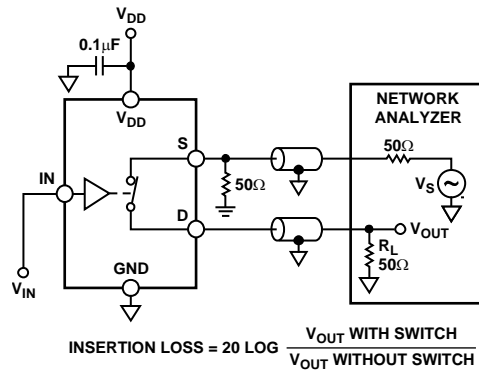 VDD
0.1μF
VDD
NETWORK
ANALYZER
S
50Ω
IN
50Ω
VS
D
VOUT
RL
50Ω
GND
VIN
INSERTION LOSS = 20 LOG VOUT WITH SWITCH
VOUT WITHOUT SWITCH